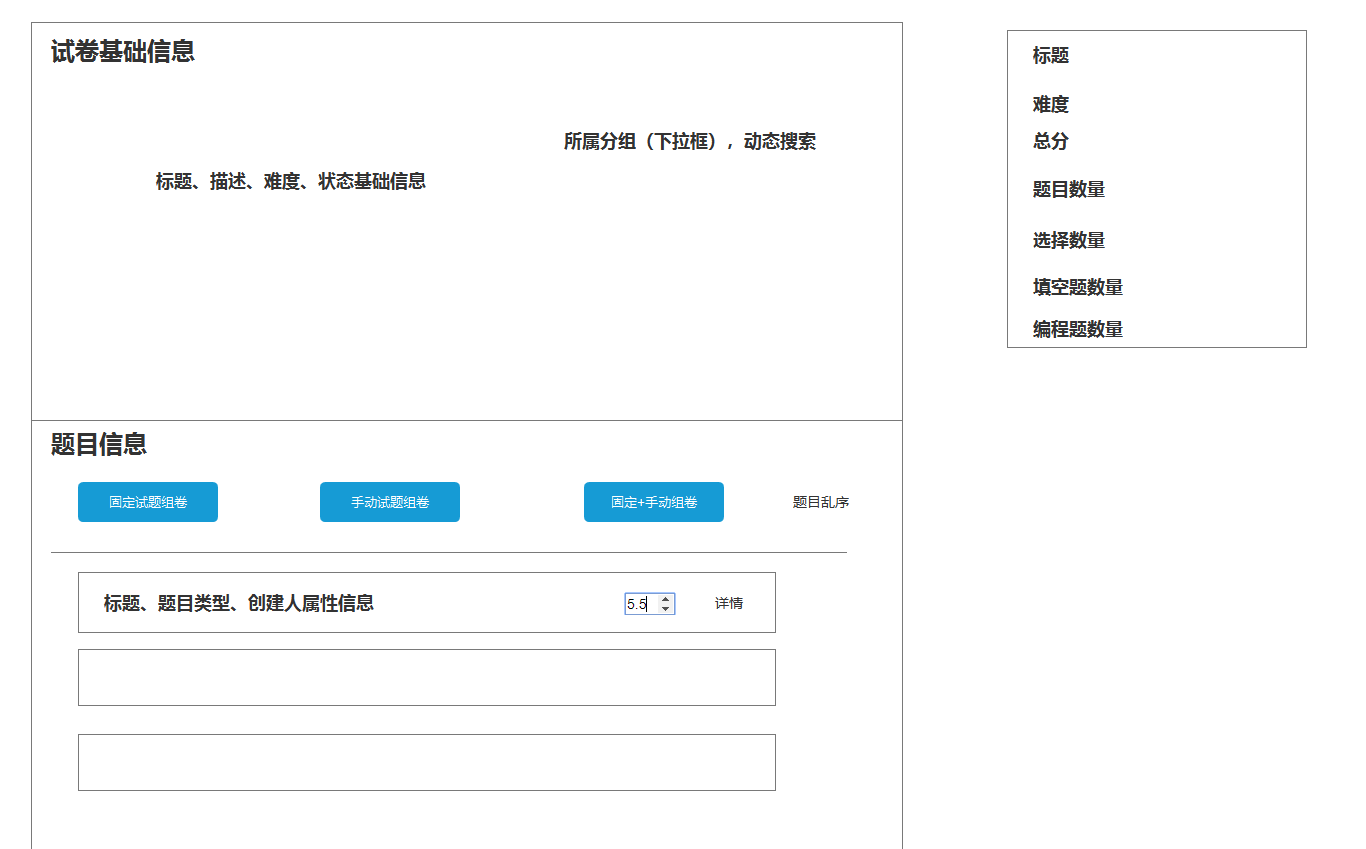 试卷基础信息
所属分组（下拉框），动态搜索
标题、描述、难度、状态基础信息
题目信息
固定试题组卷
手动试题组卷
固定+手动组卷
题目乱序
标题、题目类型、创建人属性信息
5.5
详情
标题
难度
总分
题目数量
选择数量
填空题数量
编程题数量